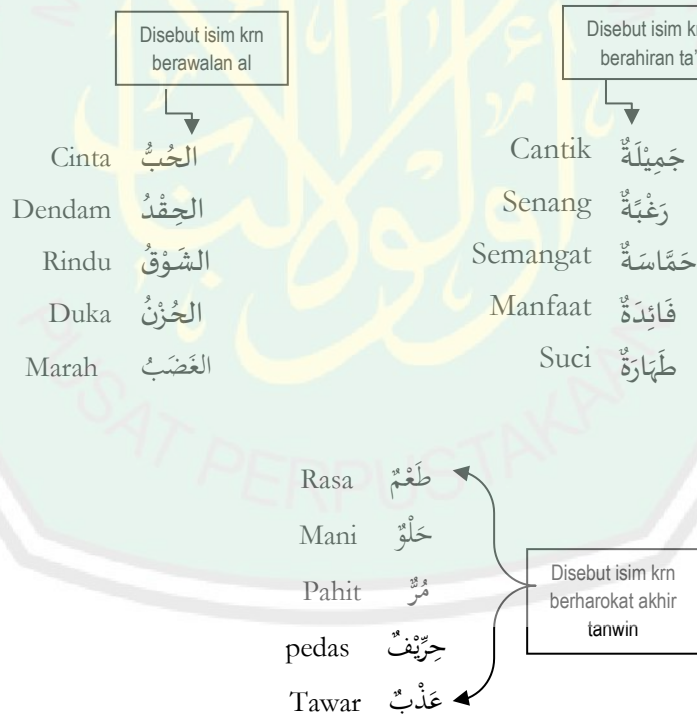 Disebut isim krn
berawalan al
Cinta الحُبُّ
Dendam الحِقْدُ
Rindu الشَوْقُ
Duka الحُزْنُ
Marah الغَضَبُ
Disebut isim
berahiran ta'
Cantik جَمِيْلَةٌ
Senang رَغْبَةٌ
Semangat حَمَّاسَةٌ
Manfaat فَائِدَةٌ
Suci طَهَارَةٌ
Rasa طَعْمٌ
Mani حَلْوٌ
Pahit مُرٌّ
pedas حِرِّيْفٌ
Tawar عَذْبٌ
Disebut isim krn
berharokat akhir
tanwin
PUSAT PERPUSTAKAAN